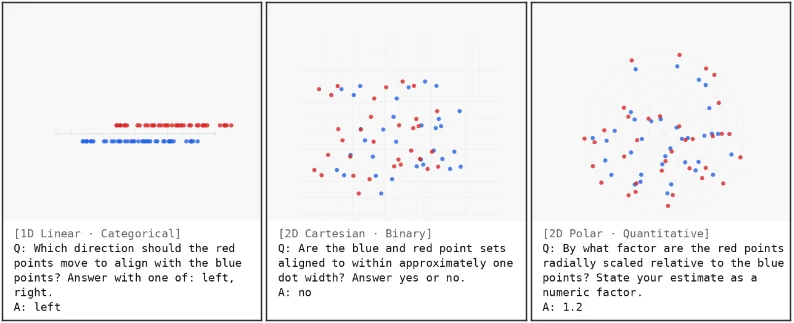 [1D Linear · Categorical]
Q: Which direction should the red
points move to align with the blue
points? Answer with one of: left,
right.
A: left
[2D Cartesian · Binary]
Q: Are the blue and red point sets
aligned to within approximately one
dot width? Answer yes or no.
A: no
[2D Polar · Quantitative]
Q: By what factor are the red points
radially scaled relative to the blue
points? State your estimate as a
numeric factor.
A: 1.2